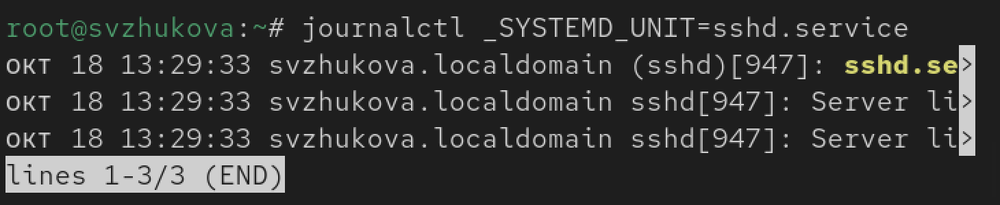 root@svzhukova:~# journalctl _SYSTEMD_UNIT=sshd.service
окт 18 13:29:33 svzhukova.localdomain (sshd)[947]: sshd.se>
окт 18 13:29:33 svzhukova.localdomain sshd[947]: Server li>
окт 18 13:29:33 svzhukova.localdomain sshd[947]: Server li>
lines 1-3/3 (END)